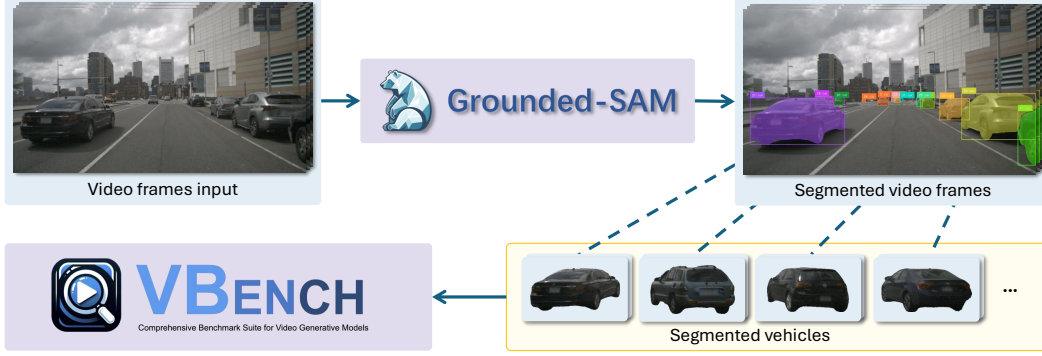 Grounded-SAM
Video frames input
Segmented video frames
VBENCH
Comprehensive Benchmark Suite for Video Generative Models
...
Segmented vehicles